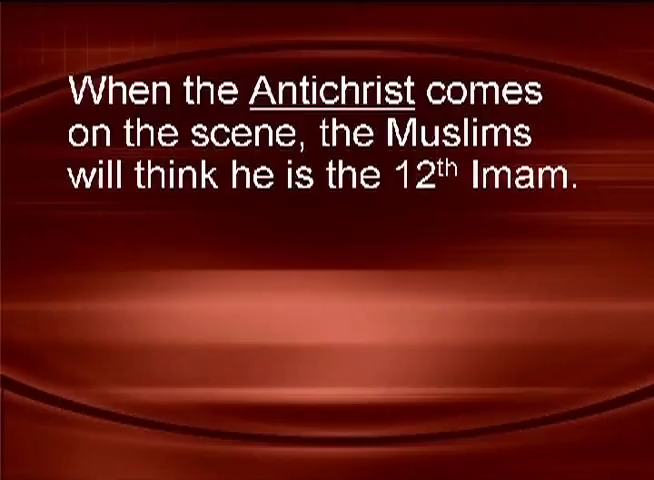 When the Antichrist comes
on the scene, the Muslims
will think he is the 12th Imam.